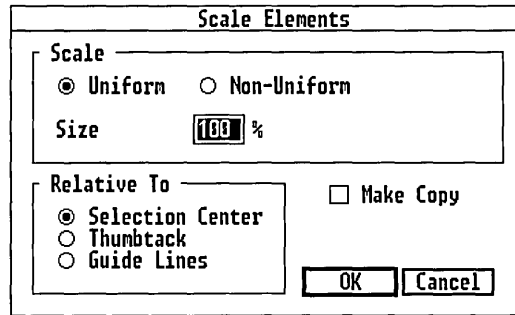 Scale Elements
Scale
Uniform Non-Uniform
Size 100 %
Relative To
Make Copy
Selection Center
Thumbtack
Guide Lines
OK Cancel